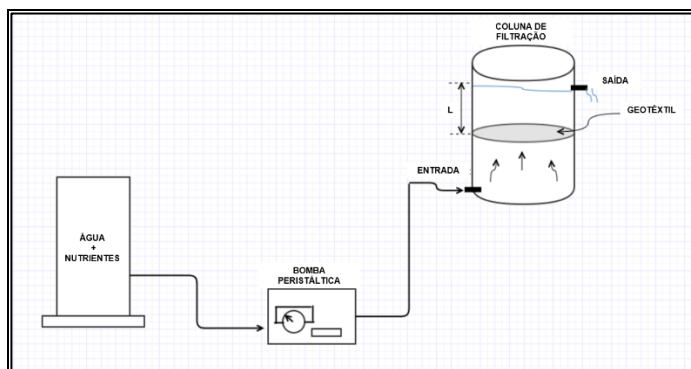 COLUNA DE
FILTRAÇÃO
SAÍDA
L
GEOTÊXTIL
ENTRADA
ÁGUA
+
NUTRIENTES
BOMBA
PERISTÁLTICA